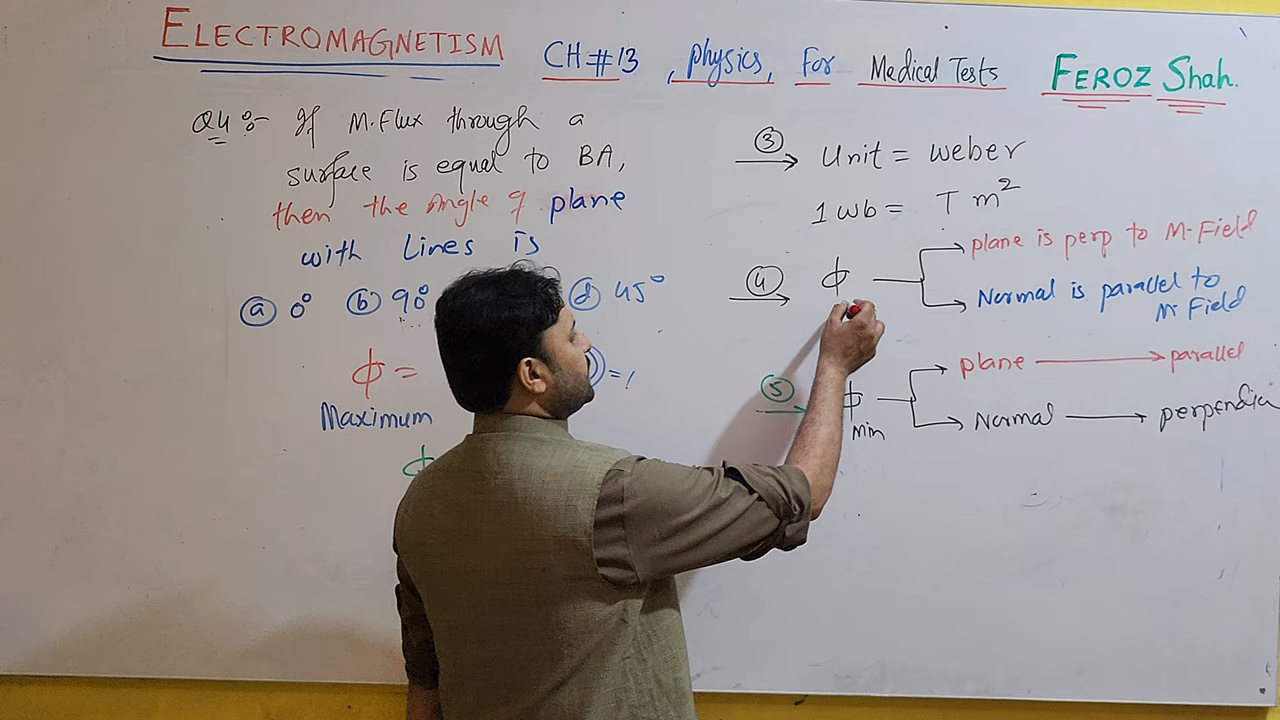 ELECTROMAGNETISM CH#13, physics, For Medical Tests FEROZ Shah.
Q4:- If M.Flux through a
surface is equal to BA,
then the Angle of plane
with Lines is
(a) 0° (b) 90° (d) 45°
ϕ =
Maximum
ϕ
(3) → Unit = weber
1 wb = T m²
(4) → ϕ
plane is perp to M-Field
Normal is parallel to
M Field
(5) → ϕ Min
plane → parallel
Normal → perpendicu